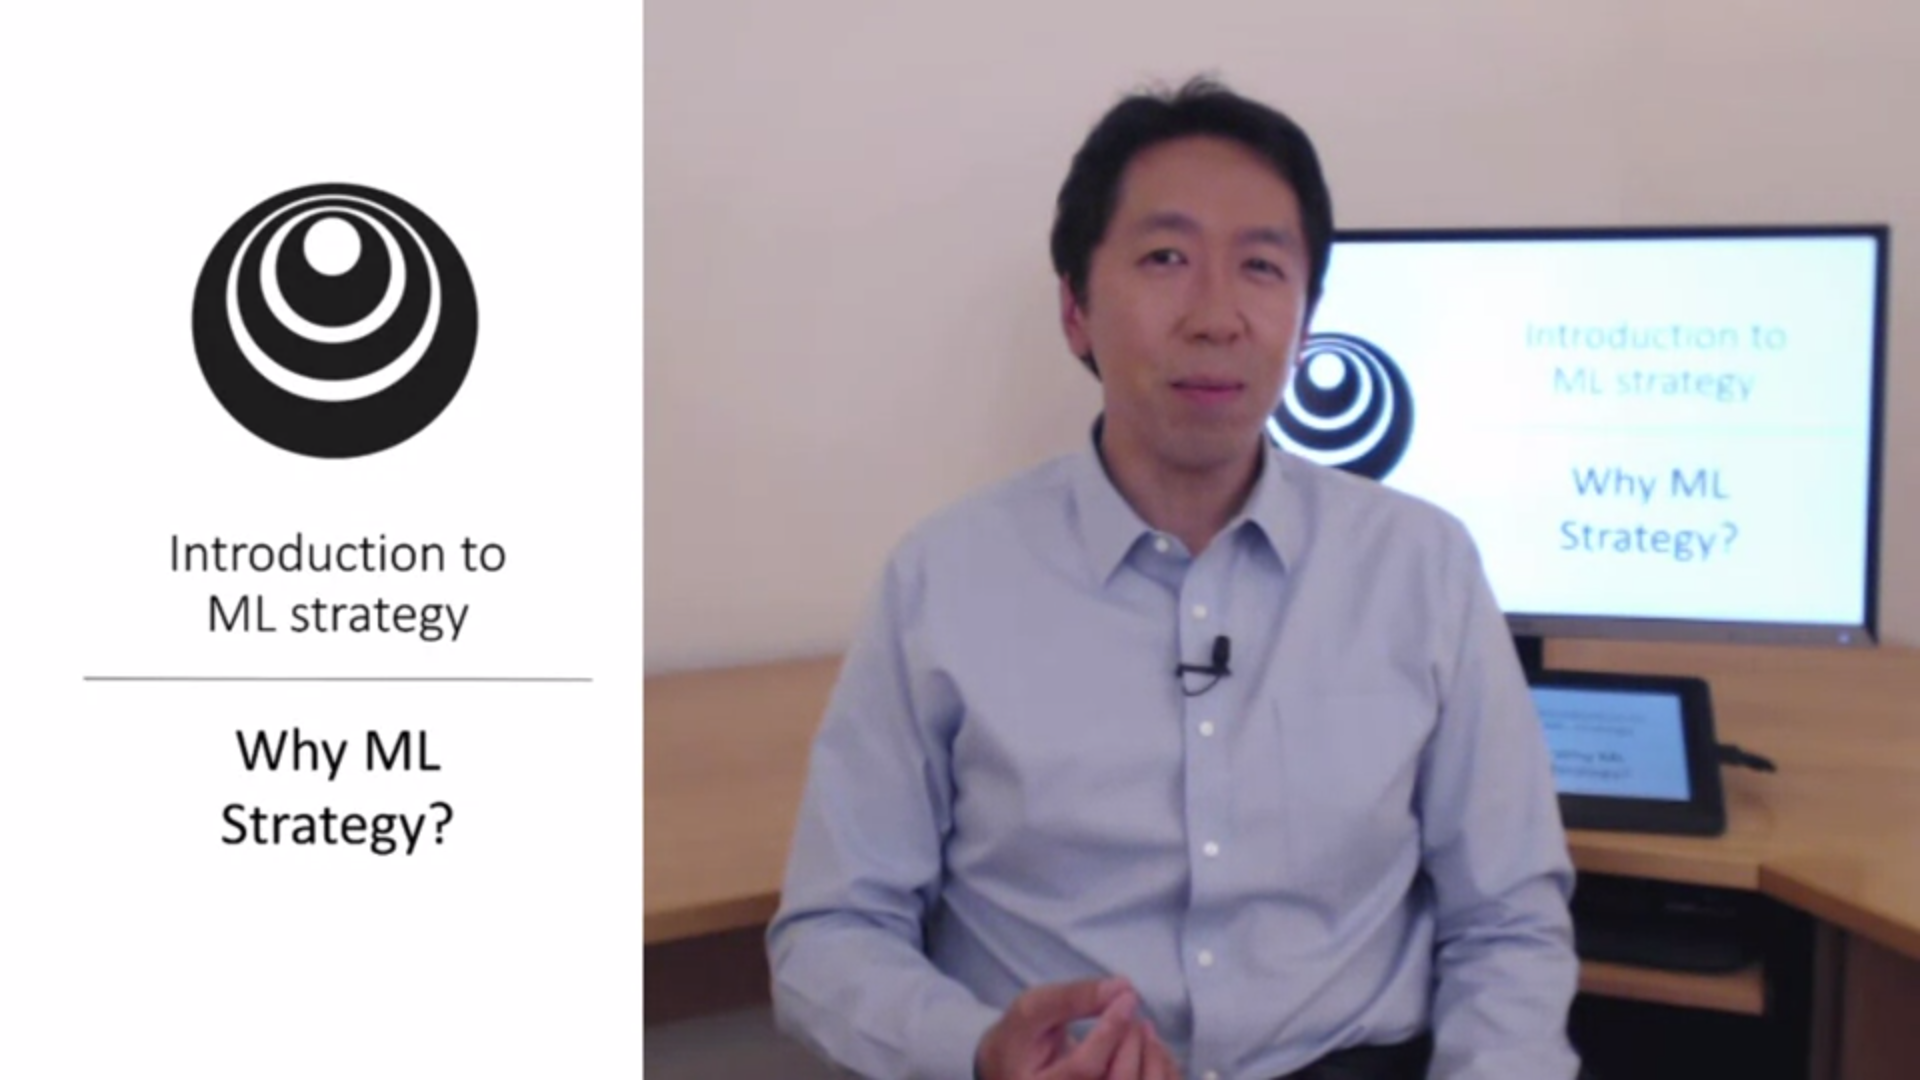 Introduction to
ML strategy
Why ML
Strategy?
Introduction to
ML strategy
Why ML
Strategy?